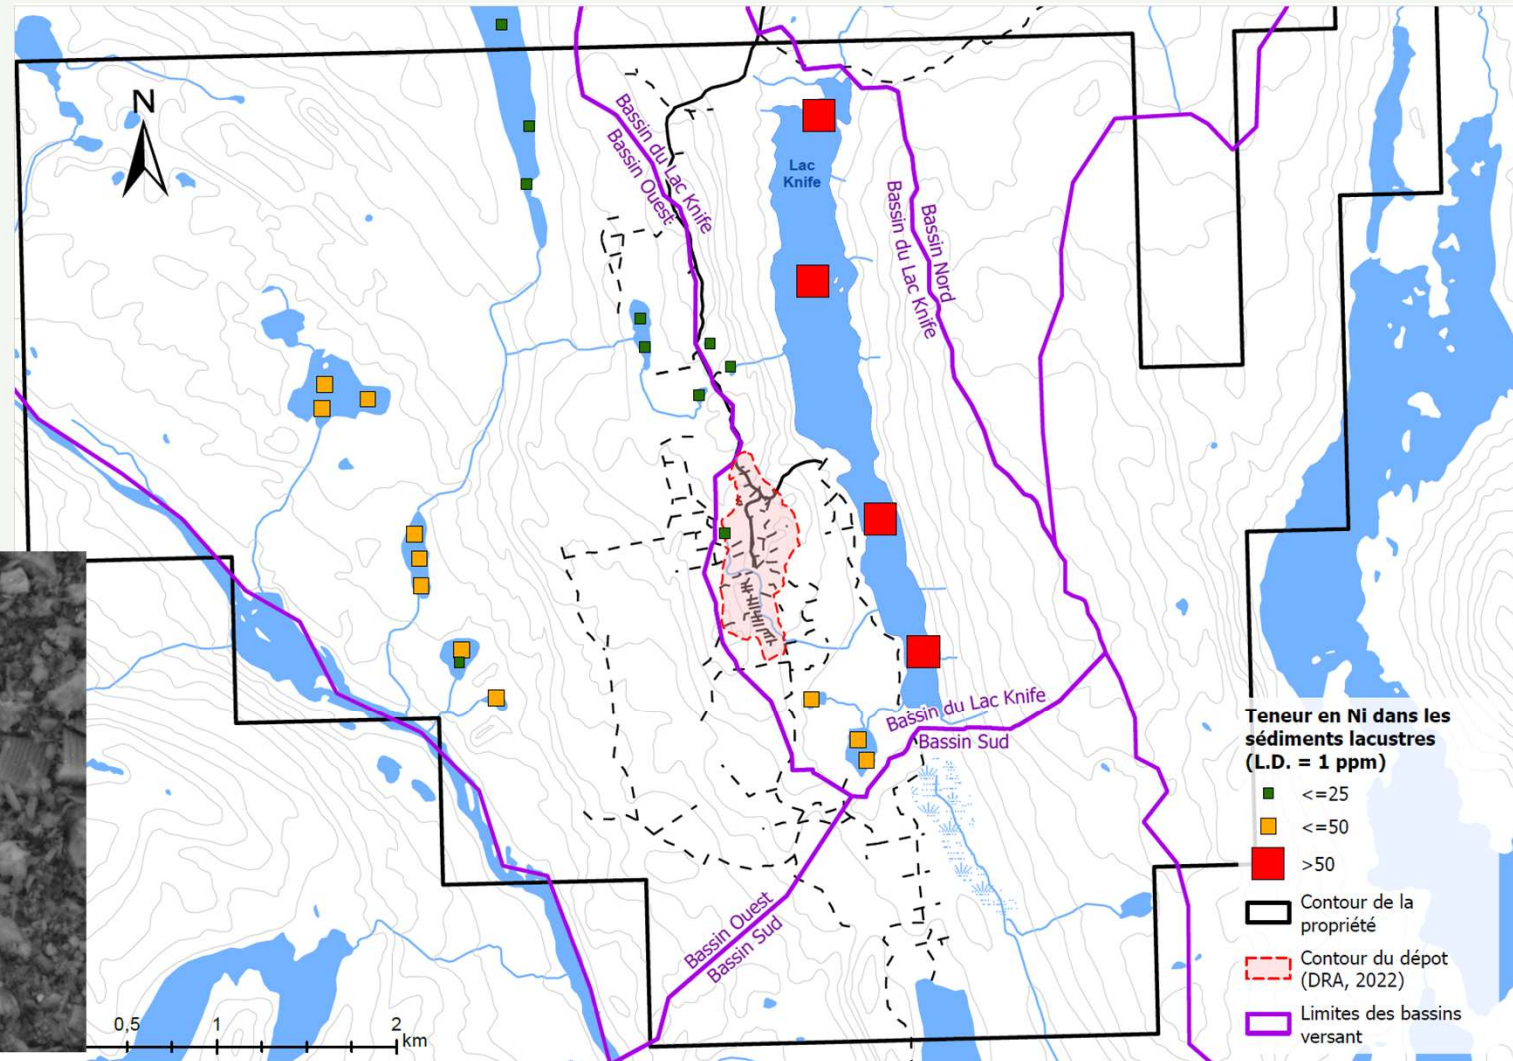 N
Bassin du Lac Knife
Bassin Ouest
Lac
Knife
Bassin Nord
Bassin du Lac Knife
Bassin du Lac Knife
Bassin Sud
Bassin Ouest
Bassin Sud
0,5
1
2
km
Teneur en Ni dans les
sédiments lacustres
(L.D. = 1 ppm)
<=25
<=50
>50
Contour de la
propriété
Contour du dépot
(DRA, 2022)
Limites des bassins
versant